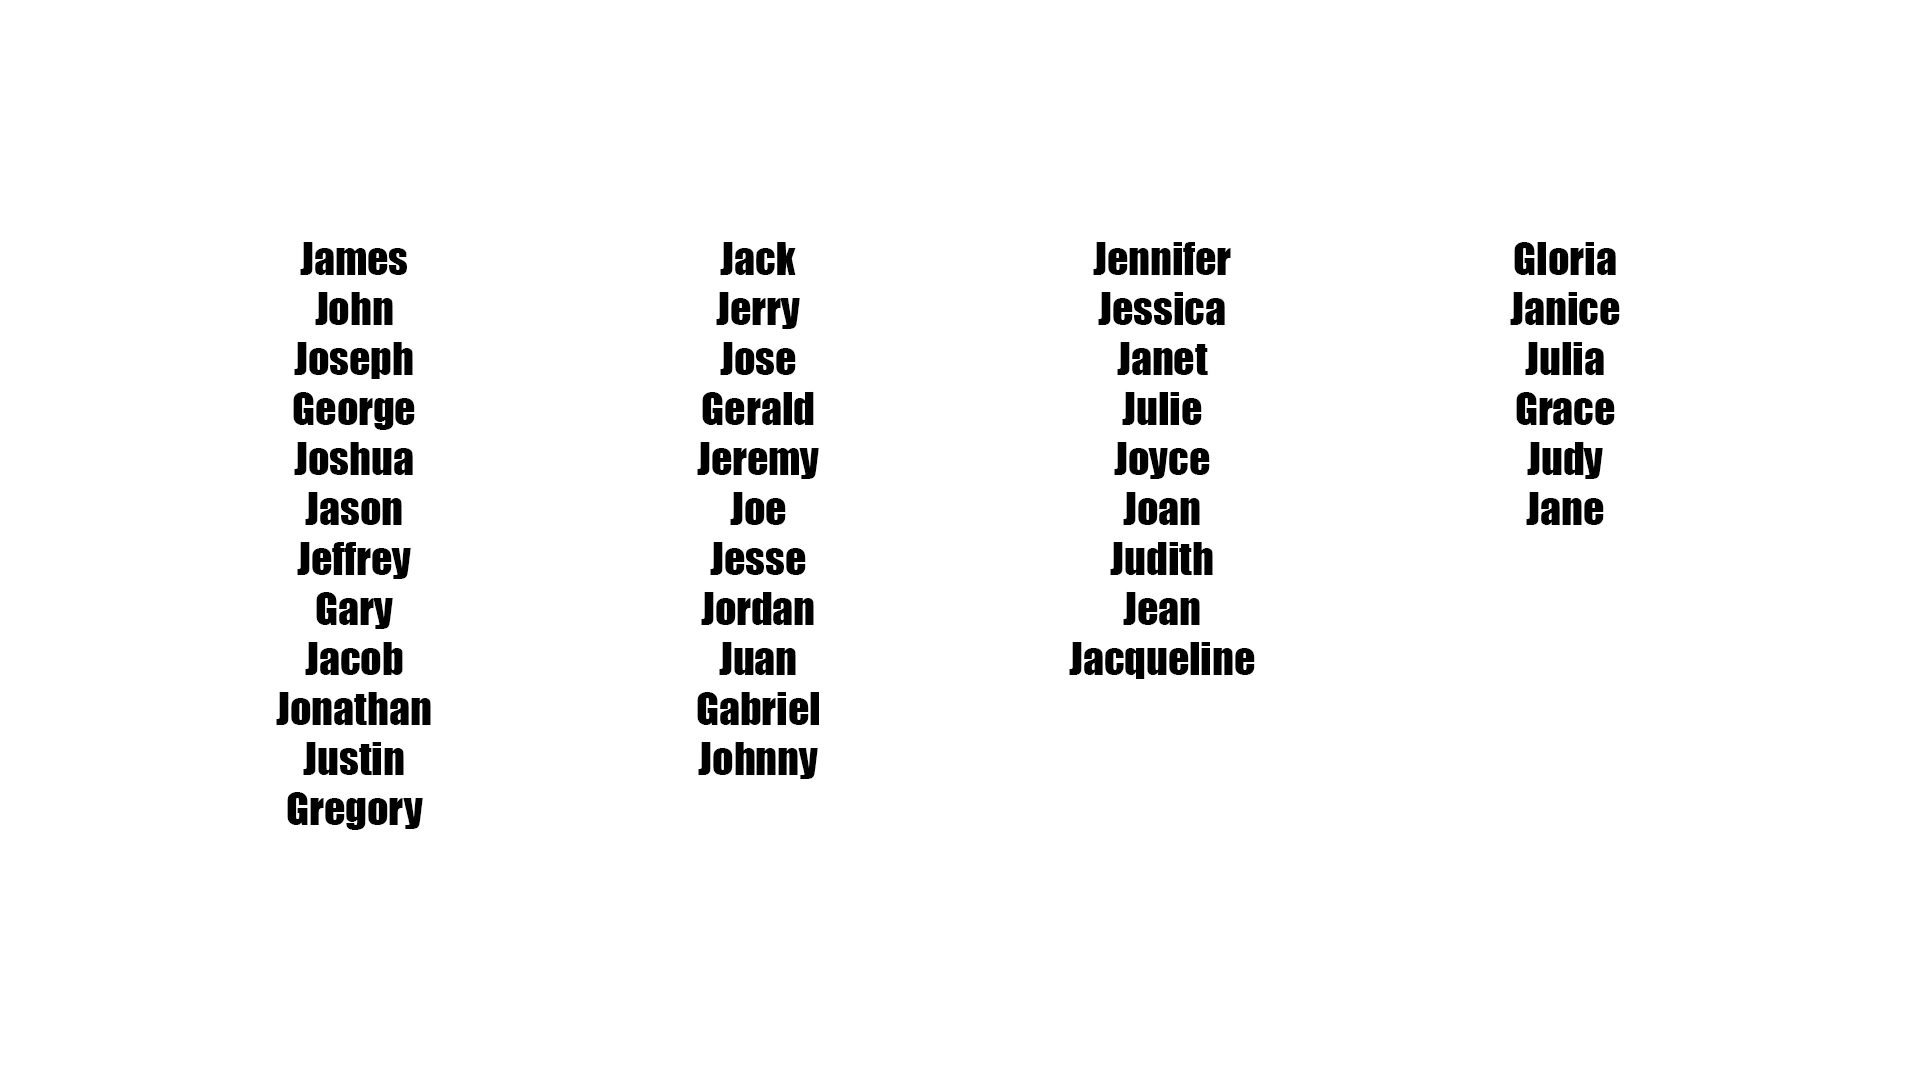 James
John
Joseph
George
Joshua
Jason
Jeffrey
Gary
Jacob
Jonathan
Justin
Gregory
Jack
Jerry
Jose
Gerald
Jeremy
Joe
Jesse
Jordan
Juan
Gabriel
Johnny
Jennifer
Jessica
Janet
Julie
Joyce
Joan
Judith
Jean
Jacqueline
Gloria
Janice
Julia
Grace
Judy
Jane